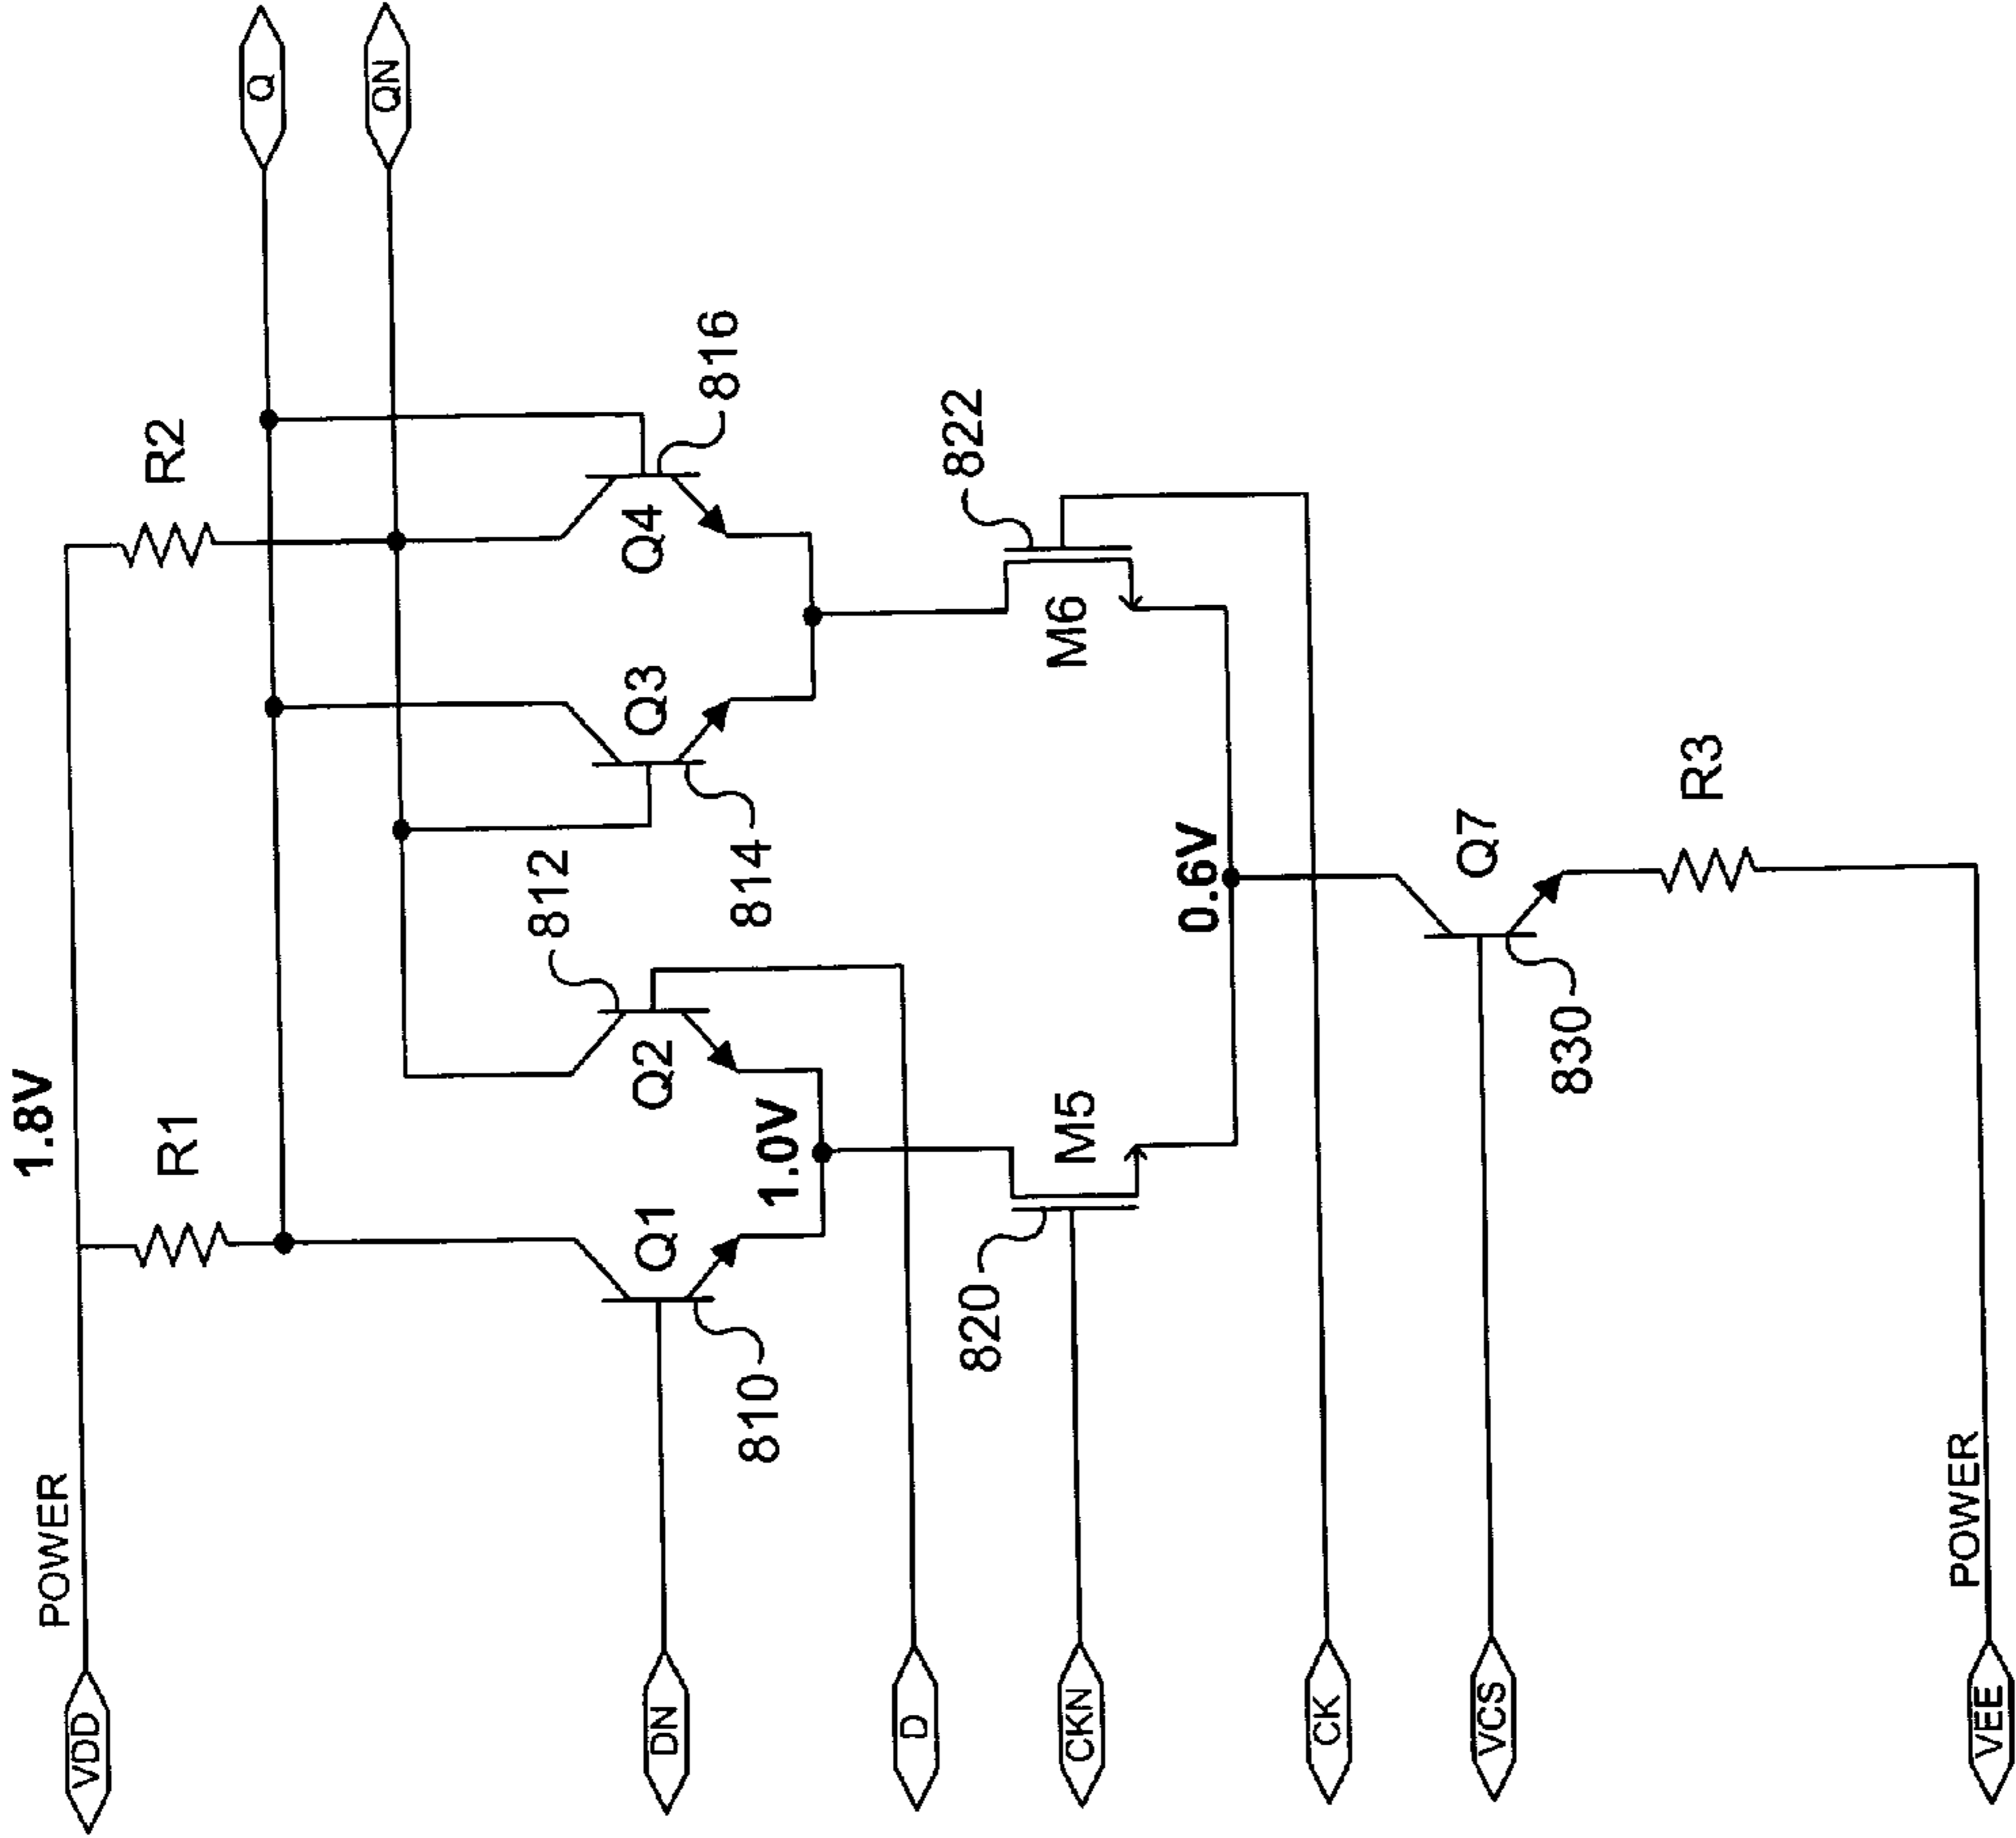 VDD
POWER
1.8V
R1
R2
Q
QN
DN
810
Q1
1.0V
Q2
812
814
Q3
Q4
816
D
CKN
820
M5
0.6V
M6
822
CK
VCS
830
Q7
R3
VEE
POWER